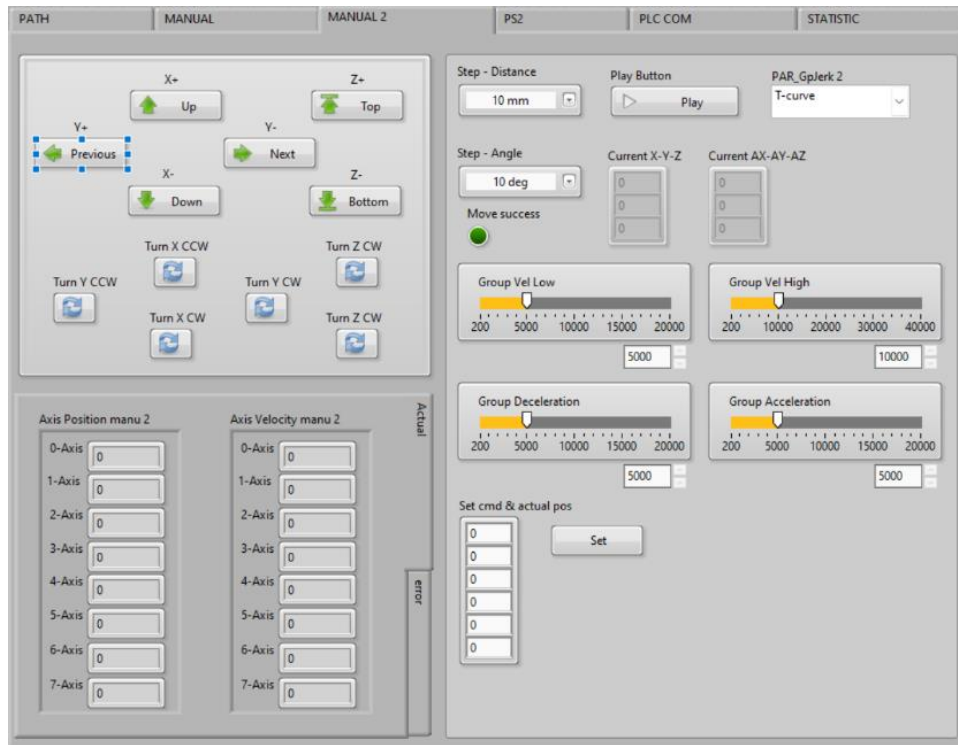 PATH MANUAL MANUAL 2 PS2 PLC COM STATISTIC
X+ Z+
Up Top
Y+ Y-
Previous Next
X- Z-
Down Bottom
Turn X CCW Turn Z CW
Turn Y CCW Turn Y CW
Turn X CW Turn Z CW
Step - Distance Play Button PAR_GpJerk 2
10 mm Play T-curve
Step - Angle Current X-Y-Z Current AX-AY-AZ
10 deg 0 0
Move success 0 0
0 0
Group Vel Low Group Vel High
200 5000 10000 15000 20000 200 10000 20000 30000 40000
5000 10000
Group Deceleration Group Acceleration
200 5000 10000 15000 20000 200 5000 10000 15000 20000
5000 5000
Set cmd & actual pos
0
0
0
0
0
0
Set
Axis Position manu 2 Axis Velocity manu 2
0-Axis 0 0-Axis 0
1-Axis 0 1-Axis 0
2-Axis 0 2-Axis 0
3-Axis 0 3-Axis 0
4-Axis 0 4-Axis 0
5-Axis 0 5-Axis 0
6-Axis 0 6-Axis 0
7-Axis 0 7-Axis 0
Actual
error